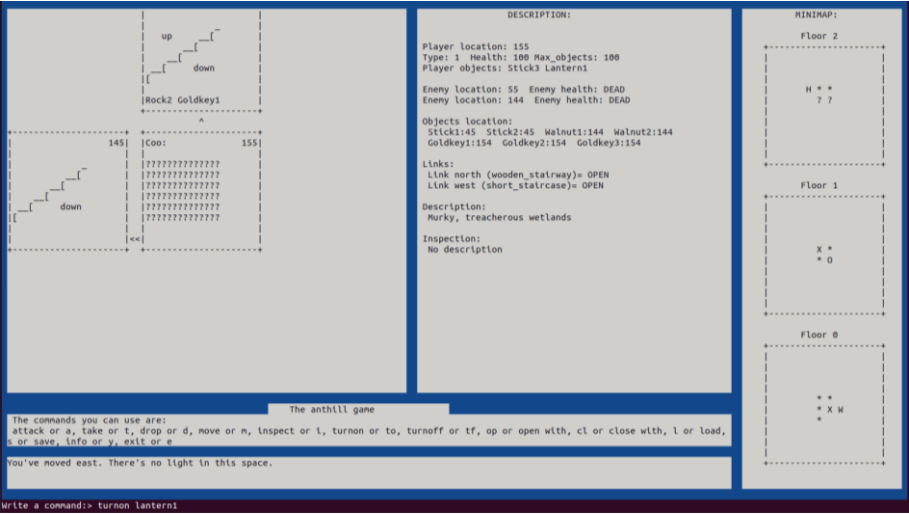 up
down
Rock2 Goldkey1
^
145
Coo: 155
??????????????
??????????????
??????????????
down
??????????????
??????????????
??????????????
<<
DESCRIPTION:
Player location: 155
Type: 1 Health: 100 Max_objects: 100
Player objects: Stick3 Lantern1
Enemy location: 55 Enemy health: DEAD
Enemy location: 144 Enemy health: DEAD
Objects location:
Stick1:45 Stick2:45 Walnut1:144 Walnut2:144
Goldkey1:154 Goldkey2:154 Goldkey3:154
Links:
Link north (wooden_stairway)= OPEN
Link west (short_staircase)= OPEN
Description:
Murky, treacherous wetlands
Inspection:
No description
MINIMAP:
Floor 2
H * *
? ?
Floor 1
X *
* O
Floor 0
* *
* X W
*
The anthill game
The commands you can use are:
attack or a, take or t, drop or d, move or m, inspect or i, turnon or to, turnoff or tf, op or open with, cl or close with, l or load,
s or save, info or y, exit or e
You've moved east. There's no light in this space.
Write a command:> turnon lantern1